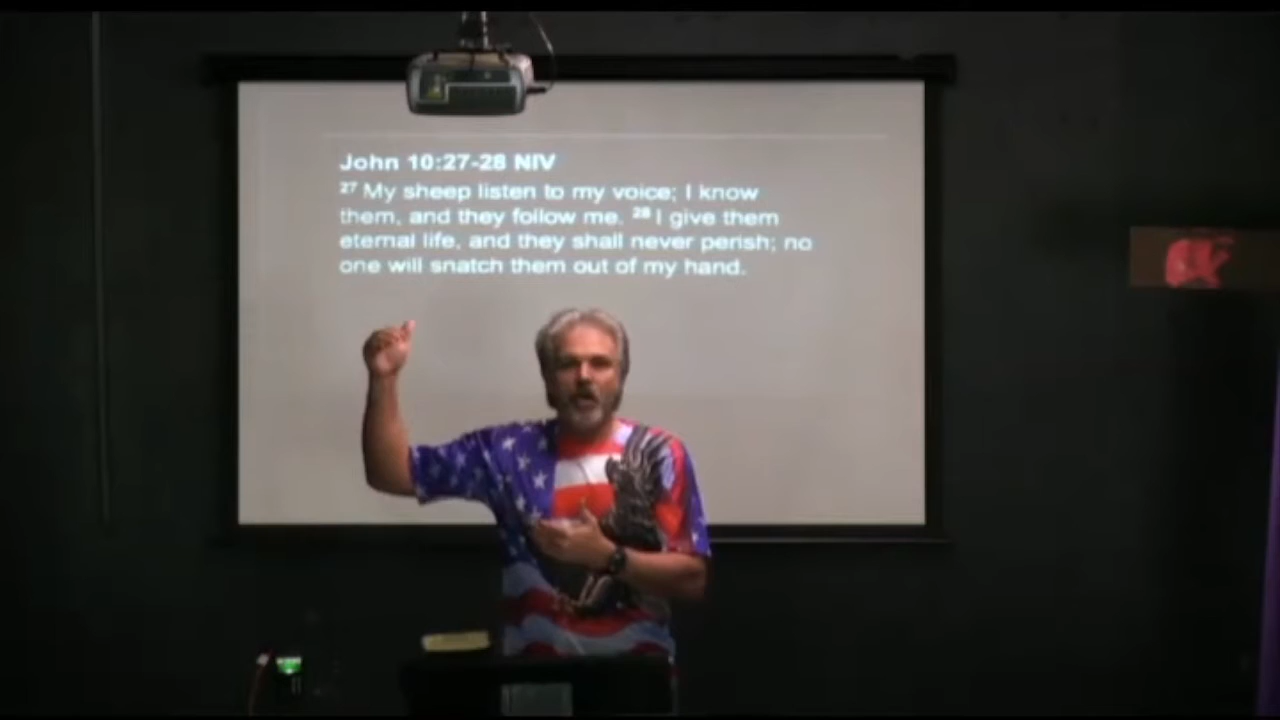 John 10:27-28 NIV
²⁷ My sheep listen to my voice; I know
them, and they follow me. ²⁸ I give them
eternal life, and they shall never perish; no
one will snatch them out of my hand.